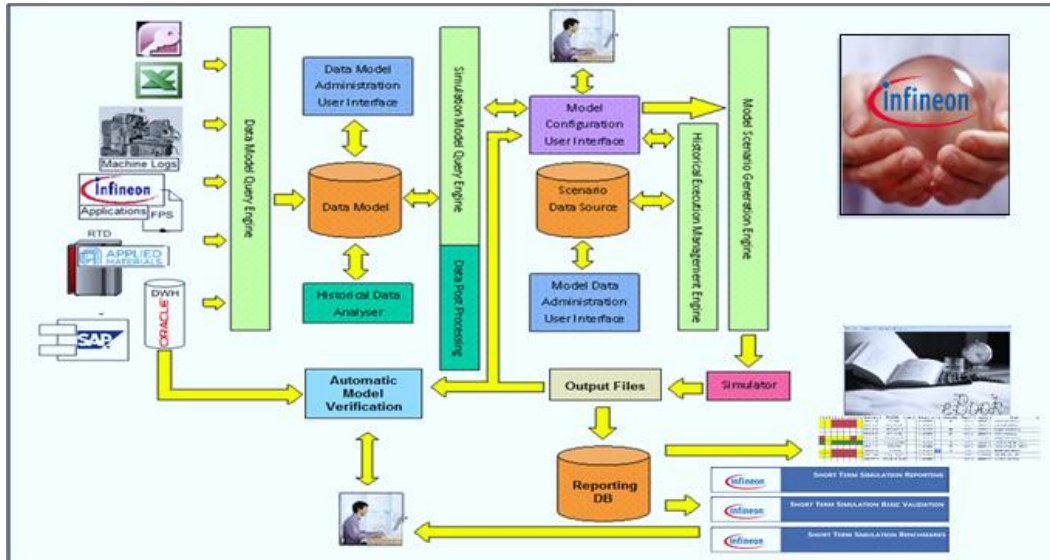 Machine Logs
infineon
Applications
FPS
RTD
APPLIED
MATERIALS
DWH
ORACLE
SAP
Data Model Query Engine
Data Model
Administration
User Interface
Data Model
Historical Data
Analyser
Simulation Model Query Engine
Data Post Processing
Model
Configuration
User Interface
Scenario
Data Source
Model Data
Administration
User Interface
Historical Execution Management Engine
Model Scenario Generation Engine
infineon
Automatic
Model
Verification
Output Files
Simulator
Reporting
DB
eBook
infineon
SHORT TERM SIMULATION REPORTING
infineon
SHORT TERM SIMULATION BASIC VALIDATION
infineon
SHORT TERM SIMULATION BENCHMARKS